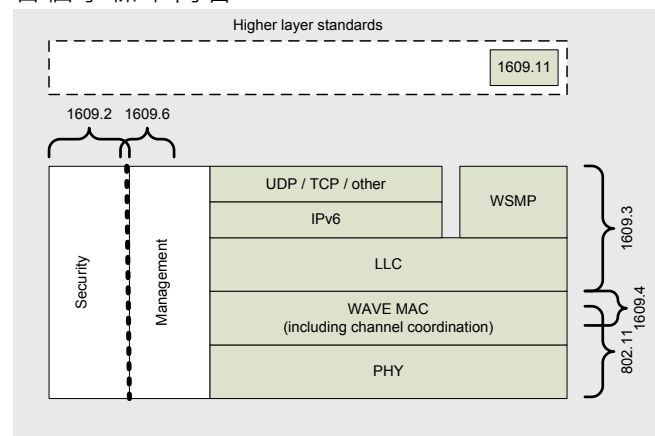 Higher layer standards
1609.11
1609.2 1609.6
UDP / TCP / other
WSMP
IPv6
1609.3
Security
Management
LLC
1609.4
WAVE MAC
(including channel coordination)
802.11
PHY